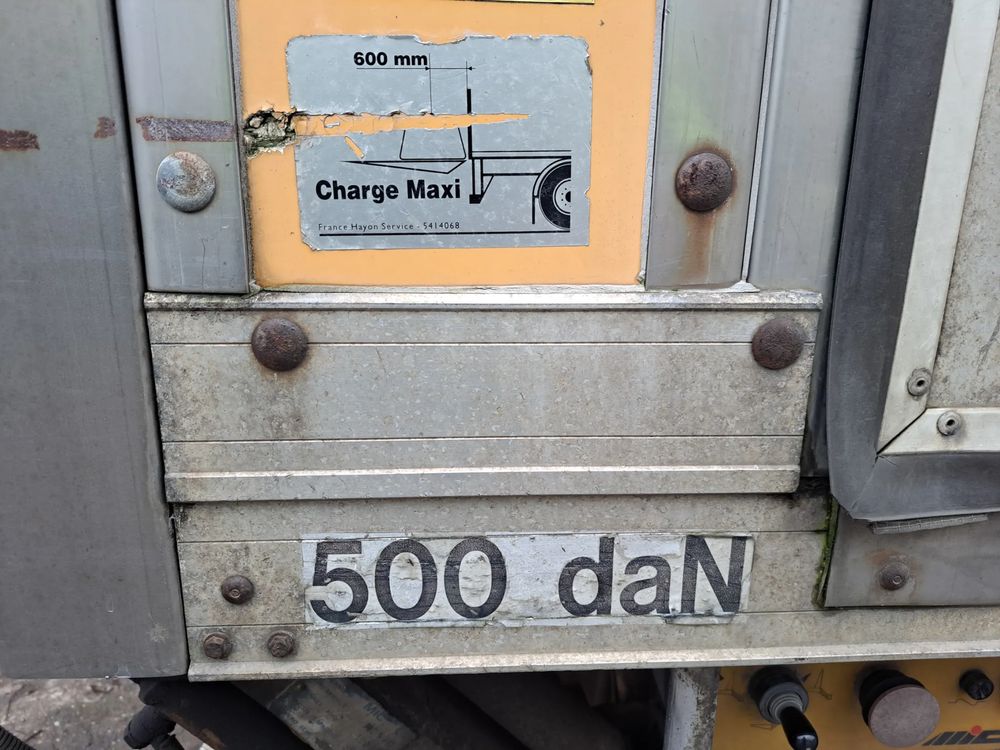 600 mm
Charge Maxi
France Hayon Service - 5414068
500 daN